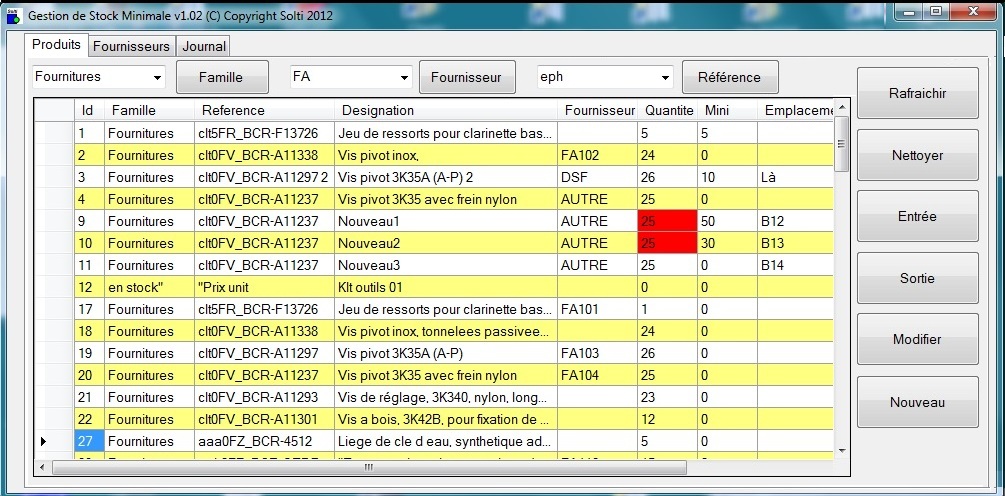 Gestion de Stock Minimale v1.02 (C) Copyright Solti 2012
Produits Fournisseurs Journal
Fournitures Famille FA Fournisseur eph Référence
Rafraichir
Nettoyer
Entrée
Sortie
Modifier
Nouveau
Id Famille Reference Designation Fournisseur Quantite Mini Emplaceme
1 Fournitures clt5FR_BCR-F13726 Jeu de ressorts pour clarinette bas... 5 5
2 Fournitures clt0FV_BCR-A11338 Vis pivot inox, FA102 24 0
3 Fournitures clt0FV_BCR-A11297 2 Vis pivot 3K35A (A-P) 2 DSF 26 10 Là
4 Fournitures clt0FV_BCR-A11237 Vis pivot 3K35 avec frein nylon AUTRE 25 0
9 Fournitures clt0FV_BCR-A11237 Nouveau1 AUTRE 25 50 B12
10 Fournitures clt0FV_BCR-A11237 Nouveau2 AUTRE 25 30 B13
11 Fournitures clt0FV_BCR-A11237 Nouveau3 AUTRE 25 0 B14
12 en stock" "Prix unit Klt outils 01 0 0
17 Fournitures clt5FR_BCR-F13726 Jeu de ressorts pour clarinette bas... FA101 1 0
18 Fournitures clt0FV_BCR-A11338 Vis pivot inox, tonnelees passivee... 24 0
19 Fournitures clt0FV_BCR-A11297 Vis pivot 3K35A (A-P) FA103 26 0
20 Fournitures clt0FV_BCR-A11237 Vis pivot 3K35 avec frein nylon FA104 25 0
21 Fournitures clt0FV_BCR-A11293 Vis de réglage, 3K340, nylon, long... 23 0
22 Fournitures clt0FV_BCR-A11301 Vis a bois, 3K42B, pour fixation de ... 12 0
27 Fournitures aaa0FZ_BCR-4512 Liege de cle d eau, synthetique ad... 5 0